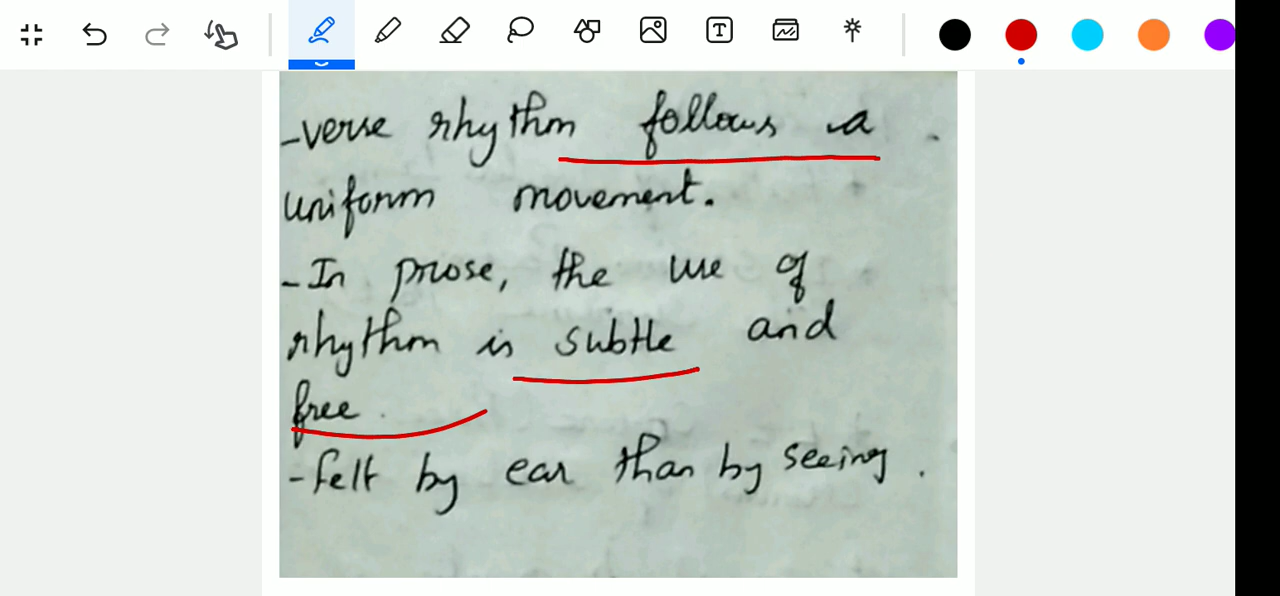 -verse rhythm follows a
uniform movement.
-In prose, the use of
rhythm is subtle and
free.
-felt by ear than by seeing.